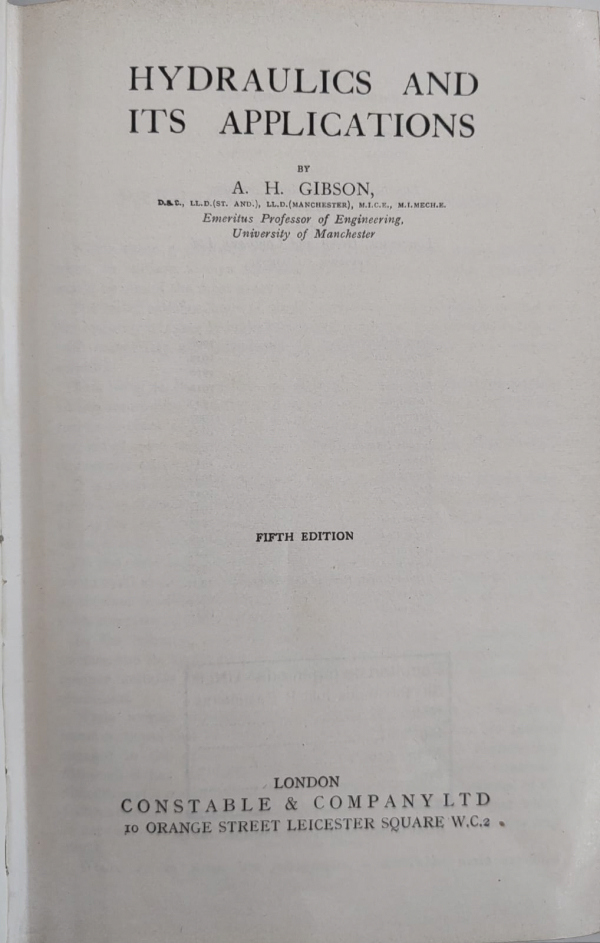 HYDRAULICS AND
ITS APPLICATIONS
BY
A. H. GIBSON,
D.SC., LL.D.(ST. AND.), LL.D.(MANCHESTER), M.I.C.E., M.I.MECH.E.
Emeritus Professor of Engineering,
University of Manchester
FIFTH EDITION
LONDON
CONSTABLE & COMPANY LTD
10 ORANGE STREET LEICESTER SQUARE W.C.2